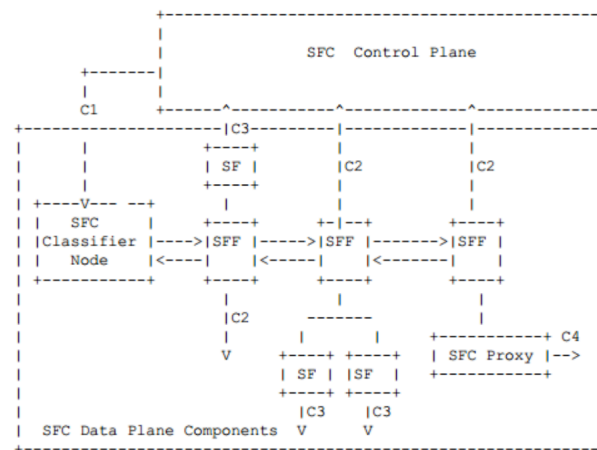 SFC Control Plane
C1
C3
SF
C2 C2
SFC
Classifier SFF SFF SFF
Node
C2
C4
SFC Proxy
SF SF
C3 C3
SFC Data Plane Components